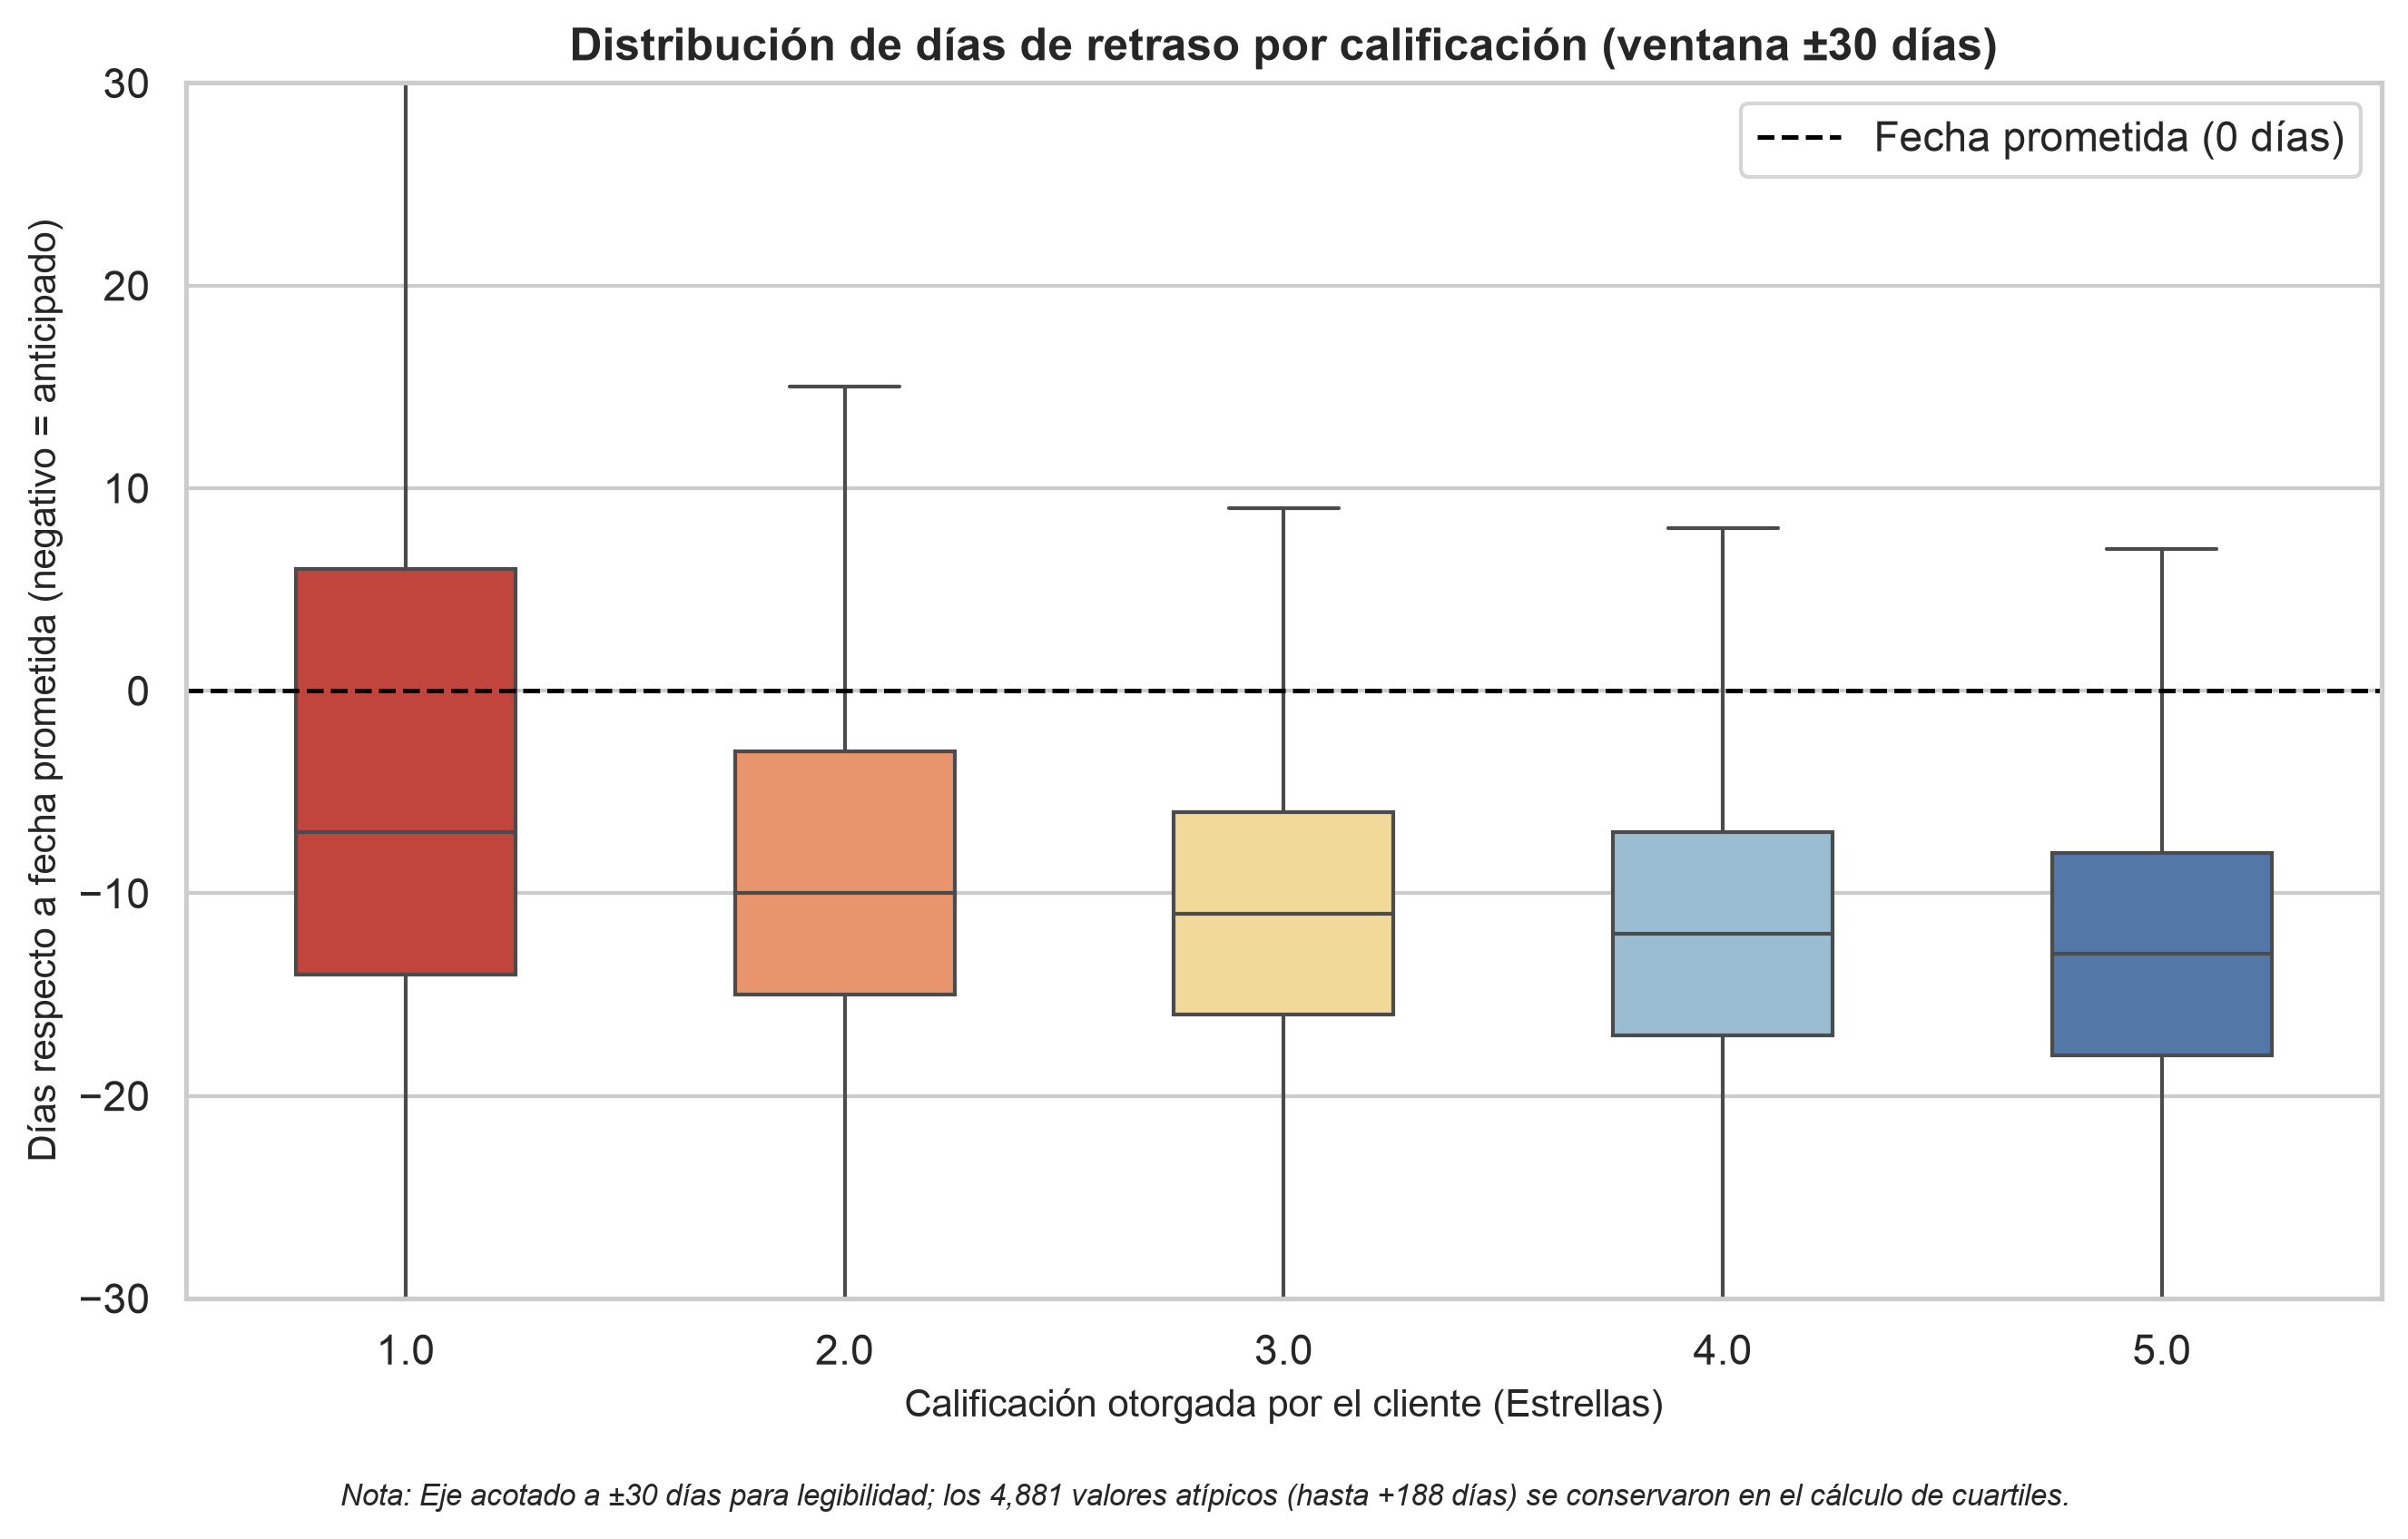 Distribución de días de retraso por calificación (ventana ±30 días)
Fecha prometida (0 días)
Días respecto a fecha prometida (negativo = anticipado)
30
20
10
0
−10
−20
−30
1.0
2.0
3.0
4.0
5.0
Calificación otorgada por el cliente (Estrellas)
Nota: Eje acotado a ±30 días para legibilidad; los 4,881 valores atípicos (hasta +188 días) se conservaron en el cálculo de cuartiles.